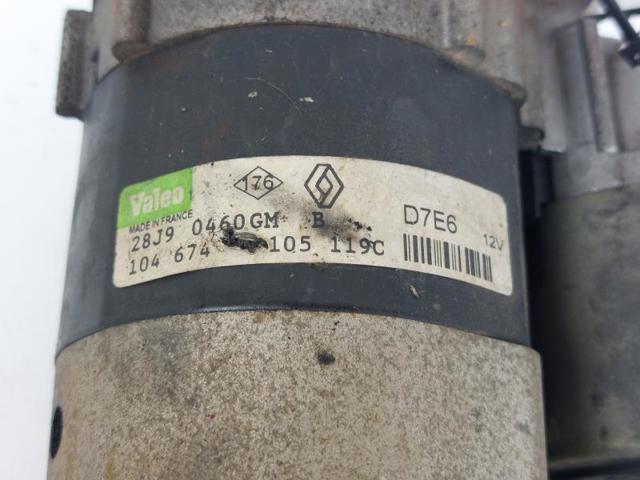 Valeo
176
MADE IN FRANCE
28J9 0460GM B
104 674 105 119C
D7E6
12V